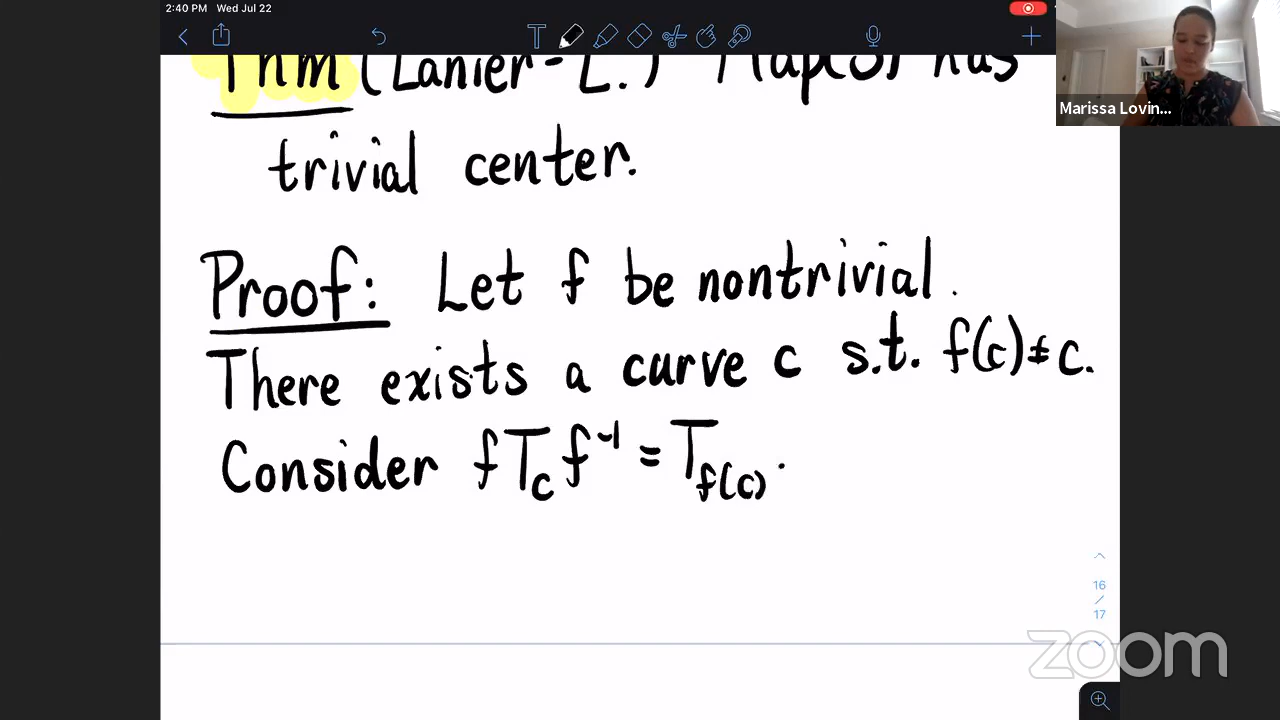 2:40 PM Wed Jul 22
Thm (Lanier-L.) Map(S) has
trivial center.
Proof: Let f be nontrivial.
There exists a curve c s.t. f(c)≠c.
Consider fT_c f⁻¹ = T_f(c).
Marissa Lovin...
16
/
17
zoom